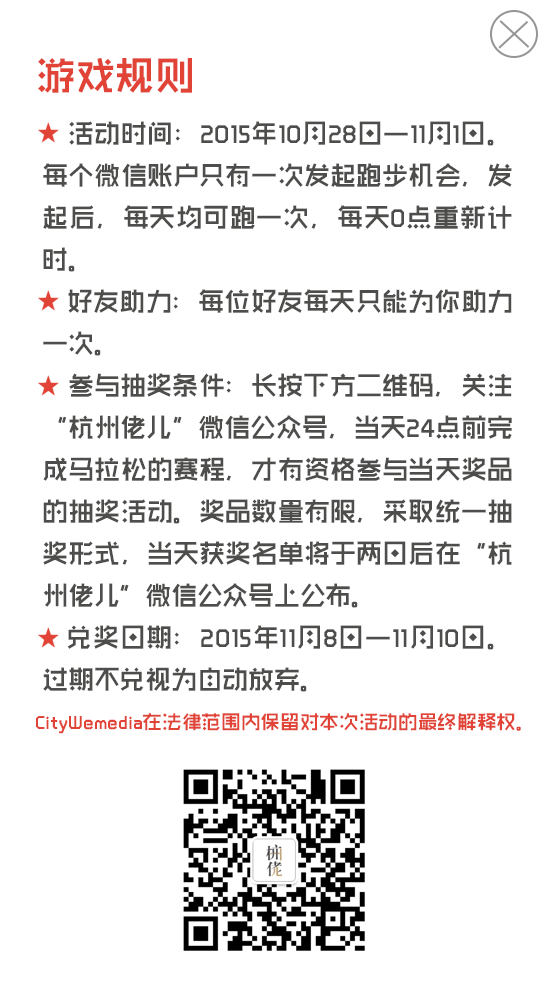 游戏规则
★ 活动时间：2015年10月28日—11月1日。
每个微信账户只有一次发起跑步机会，发
起后，每天均可跑一次，每天0点重新计
时。
★ 好友助力：每位好友每天只能为你助力
一次。
★ 参与抽奖条件：长按下方二维码，关注
“杭州佬儿”微信公众号，当天24点前完
成马拉松的赛程，才有资格参与当天奖品
的抽奖活动。奖品数量有限，采取统一抽
奖形式，当天获奖名单将于两日后在“杭
州佬儿”微信公众号上公布。
★ 兑奖日期：2015年11月8日—11月10日。
过期不兑视为自动放弃。
CityWemedia在法律范围内保留对本次活动的最终解释权。